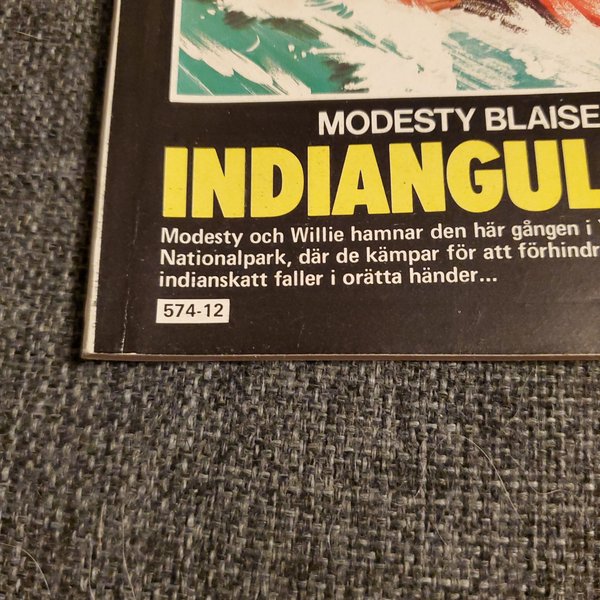 MODESTY BLAISE
INDIANGUL
Modesty och Willie hamnar den här gången i
Nationalpark, där de kämpar för att
indianskatt faller i orätta händer...
574-12